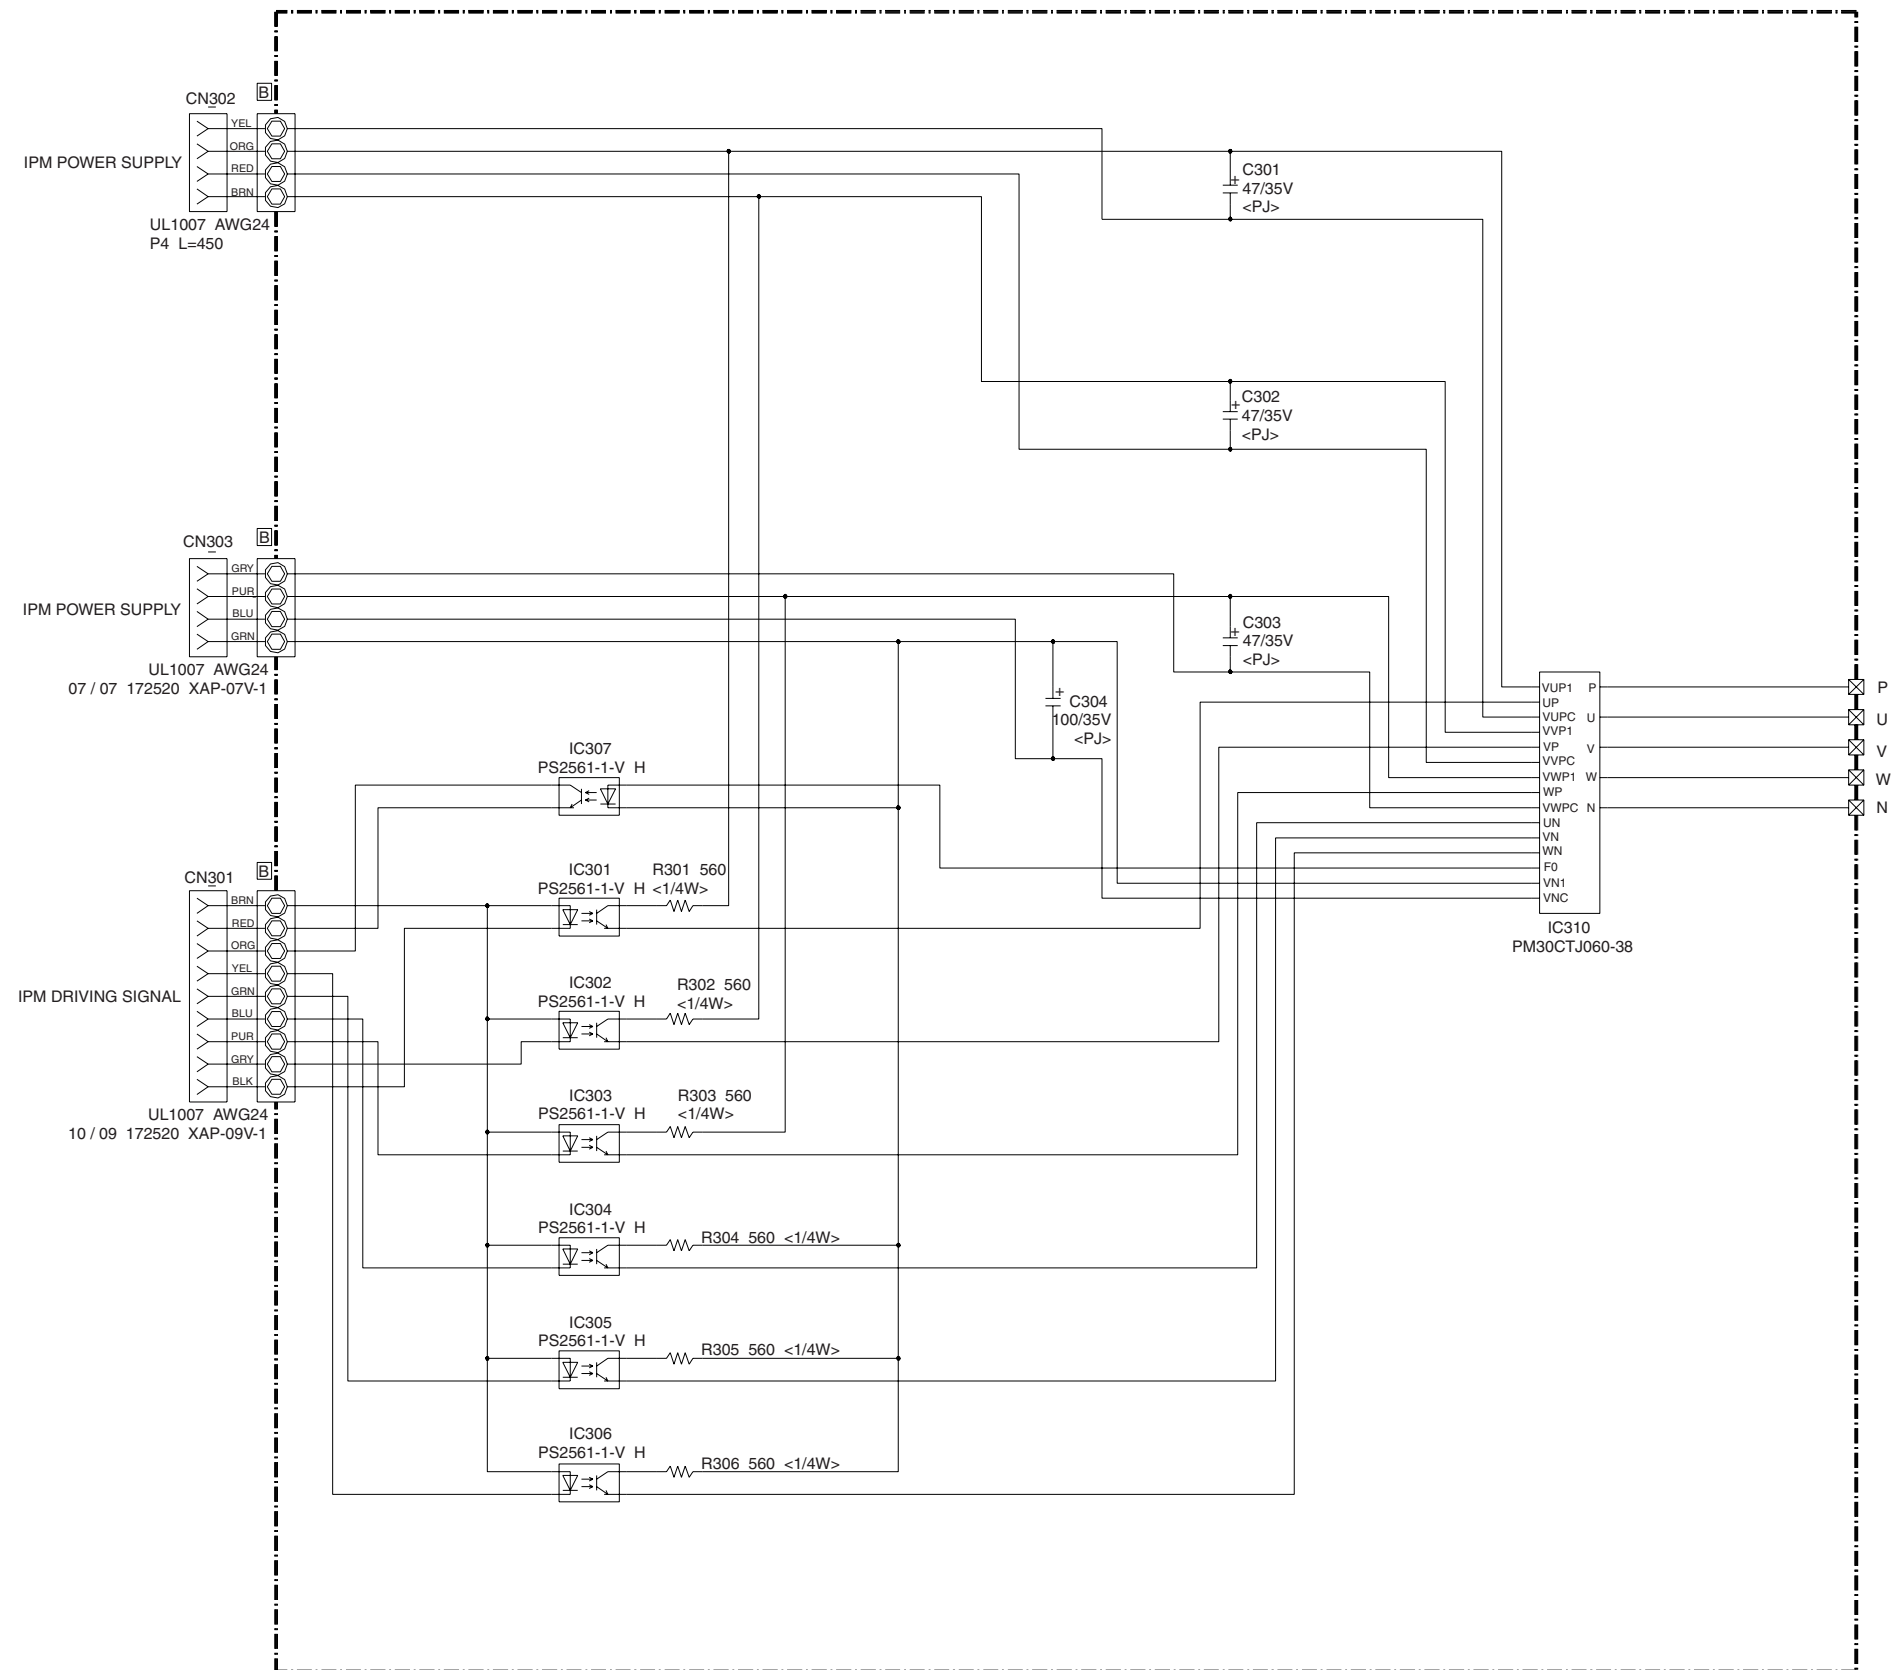 CN302
B
YEL
ORG
IPM POWER SUPPLY
RED
BRN
UL1007 AWG24
P4 L=450
C301
47/35V
<PJ>
C302
47/35V
<PJ>
CN303
B
GRY
PUR
IPM POWER SUPPLY
BLU
GRN
UL1007 AWG24
07 / 07 172520 XAP-07V-1
C303
47/35V
<PJ>
C304
100/35V
<PJ>
IC307
PS2561-1-V H
IC301
PS2561-1-V H
R301 560
<1/4W>
CN301
B
BRN
RED
ORG
YEL
IPM DRIVING SIGNAL
GRN
BLU
PUR
GRY
BLK
UL1007 AWG24
10 / 09 172520 XAP-09V-1
IC302
PS2561-1-V H
R302 560
<1/4W>
IC303
PS2561-1-V H
R303 560
<1/4W>
IC304
PS2561-1-V H
R304 560 <1/4W>
IC305
PS2561-1-V H
R305 560 <1/4W>
IC306
PS2561-1-V H
R306 560 <1/4W>
VUP1 P
UP
VUPC U
VVP1
VP V
VVPC
VWP1 W
WP
VWPC N
UN
VN
WN
F0
VN1
VNC
IC310
PM30CTJ060-38
P
U
V
W
N